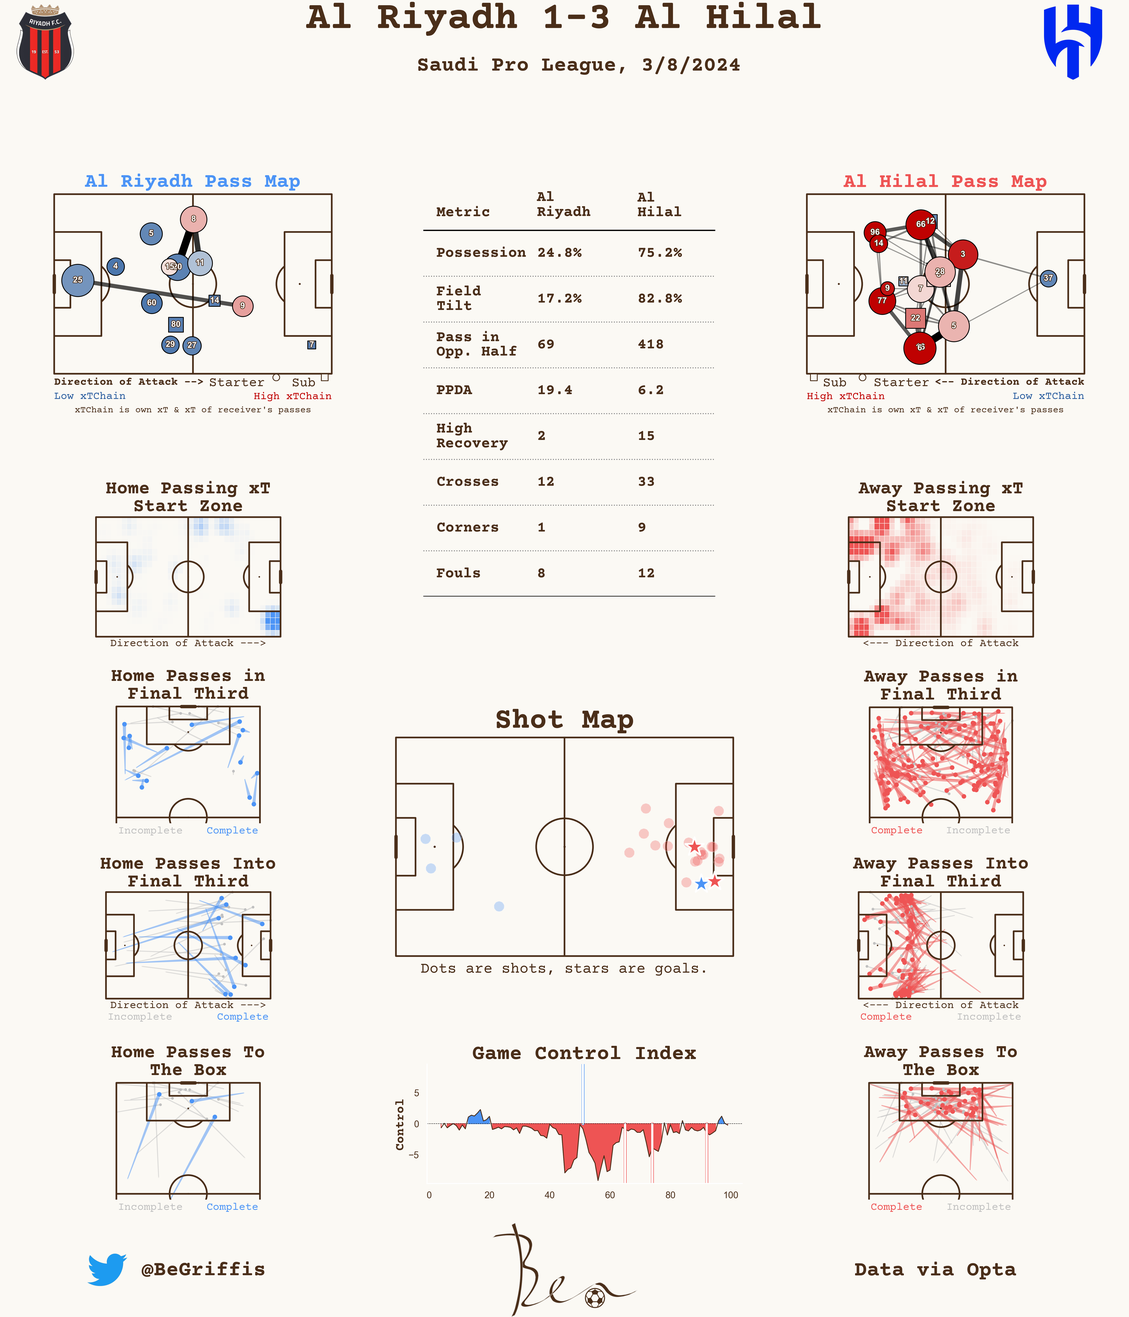 Al Riyadh 1-3 Al Hilal
Saudi Pro League, 3/8/2024
RIYADH F.C.
Al Riyadh Pass Map
8
5
11
4
25
60
14
9
80
29
27
7
Direction of Attack --> Starter Sub
Low xTChain High xTChain
xTChain is own xT & xT of receiver's passes
Metric Al Riyadh Al Hilal
Possession 24.8% 75.2%
Field Tilt 17.2% 82.8%
Pass in Opp. Half 69 418
PPDA 19.4 6.2
High Recovery 2 15
Crosses 12 33
Corners 1 9
Fouls 8 12
Al Hilal Pass Map
96
66
12
14
3
28
37
11
9
7
77
22
5
Sub Starter <-- Direction of Attack
High xTChain Low xTChain
xTChain is own xT & xT of receiver's passes
Home Passing xT
Start Zone
Direction of Attack --->
Away Passing xT
Start Zone
<--- Direction of Attack
Home Passes in
Final Third
Incomplete Complete
Away Passes in
Final Third
Complete Incomplete
Shot Map
Dots are shots, stars are goals.
Home Passes Into
Final Third
Direction of Attack --->
Incomplete Complete
Away Passes Into
Final Third
<--- Direction of Attack
Complete Incomplete
Home Passes To
The Box
Incomplete Complete
Game Control Index
Control
5
0
−5
0 20 40 60 80 100
Away Passes To
The Box
Complete Incomplete
@BeGriffis
Bea
Data via Opta